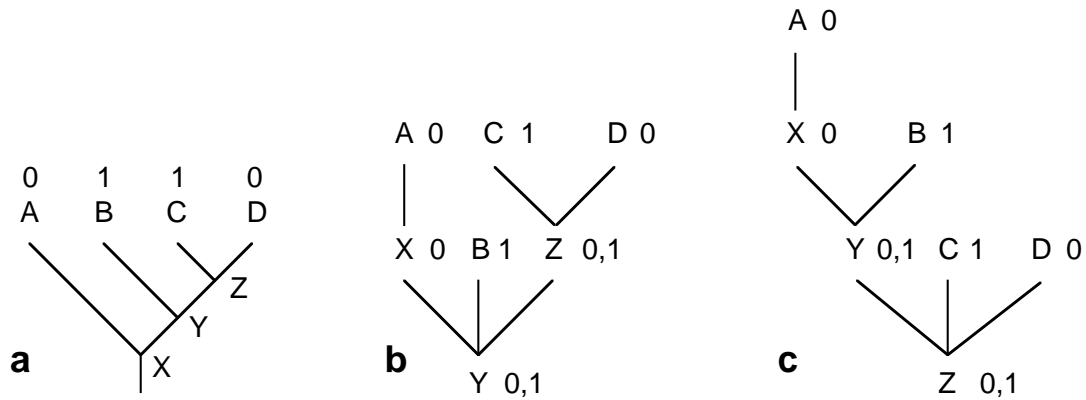 0 1 1 0
A B C D
Z
Y
X
a
A 0 C 1 D 0
X 0 B 1 Z 0,1
Y 0,1
b
A 0
X 0 B 1
Y 0,1 C 1 D 0
Z 0,1
c